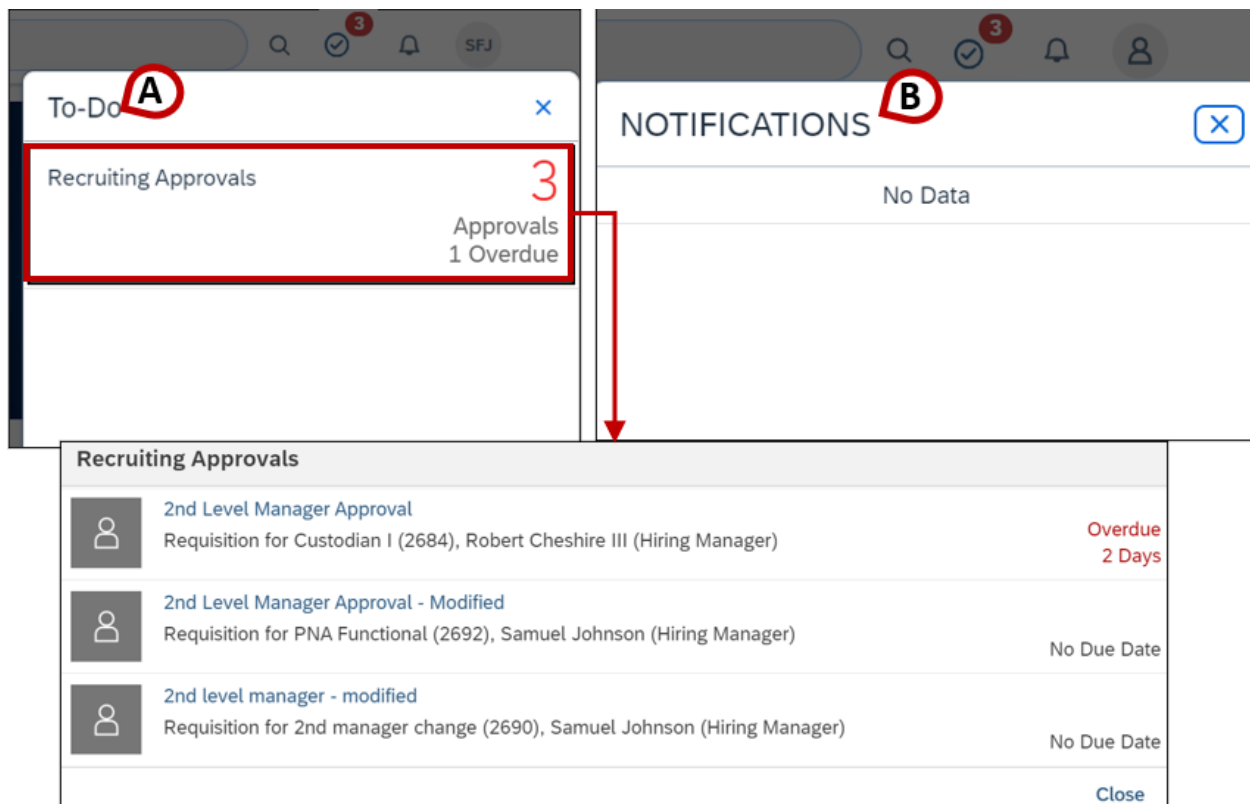 3
SFJ
To-Do
A
Recruiting Approvals
3
Approvals
1 Overdue
3
NOTIFICATIONS
B
No Data
Recruiting Approvals
2nd Level Manager Approval
Requisition for Custodian I (2684), Robert Cheshire III (Hiring Manager)
Overdue
2 Days
2nd Level Manager Approval - Modified
Requisition for PNA Functional (2692), Samuel Johnson (Hiring Manager)
No Due Date
2nd level manager - modified
Requisition for 2nd manager change (2690), Samuel Johnson (Hiring Manager)
No Due Date
Close